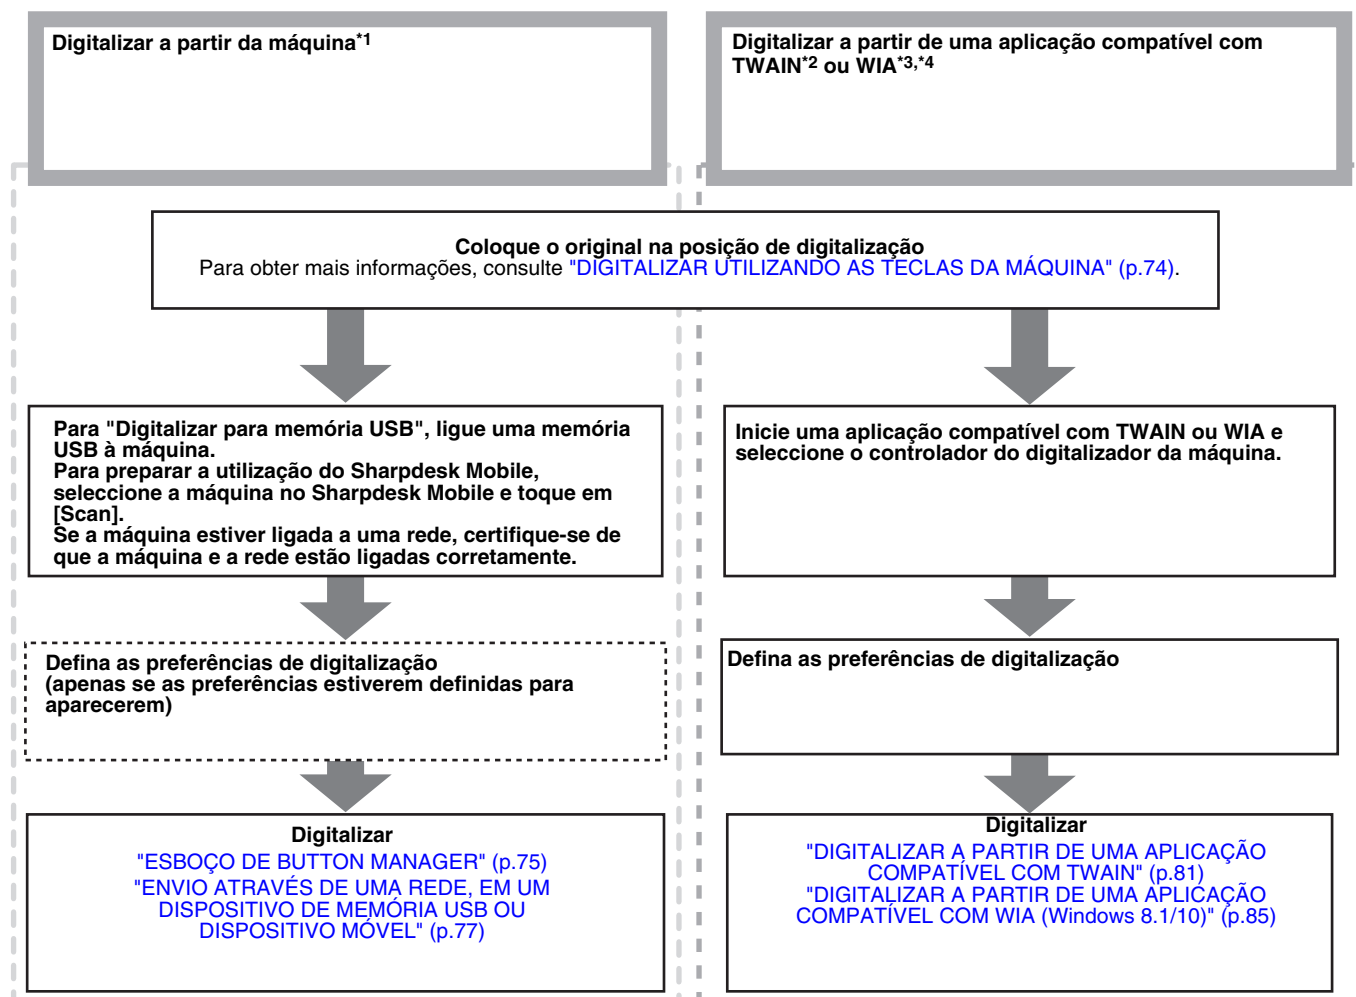 Digitalizar a partir da máquina*1
Digitalizar a partir de uma aplicação compatível com
TWAIN*2 ou WIA*3,*4
Coloque o original na posição de digitalização
Para obter mais informações, consulte "DIGITALIZAR UTILIZANDO AS TECLAS DA MÁQUINA" (p.74).
Para "Digitalizar para memória USB", ligue uma memória
USB à máquina.
Para preparar a utilização do Sharpdesk Mobile,
seleccione a máquina no Sharpdesk Mobile e toque em
[Scan].
Se a máquina estiver ligada a uma rede, certifique-se de
que a máquina e a rede estão ligadas corretamente.
Inicie uma aplicação compatível com TWAIN ou WIA e
seleccione o controlador do digitalizador da máquina.
Defina as preferências de digitalização
(apenas se as preferências estiverem definidas para
aparecerem)
Defina as preferências de digitalização
Digitalizar
"ESBOÇO DE BUTTON MANAGER" (p.75)
"ENVIO ATRAVÉS DE UMA REDE, EM UM
DISPOSITIVO DE MEMÓRIA USB OU
DISPOSITIVO MÓVEL" (p.77)
Digitalizar
"DIGITALIZAR A PARTIR DE UMA APLICAÇÃO
COMPATÍVEL COM TWAIN" (p.81)
"DIGITALIZAR A PARTIR DE UMA APLICAÇÃO
COMPATÍVEL COM WIA (Windows 8.1/10)" (p.85)